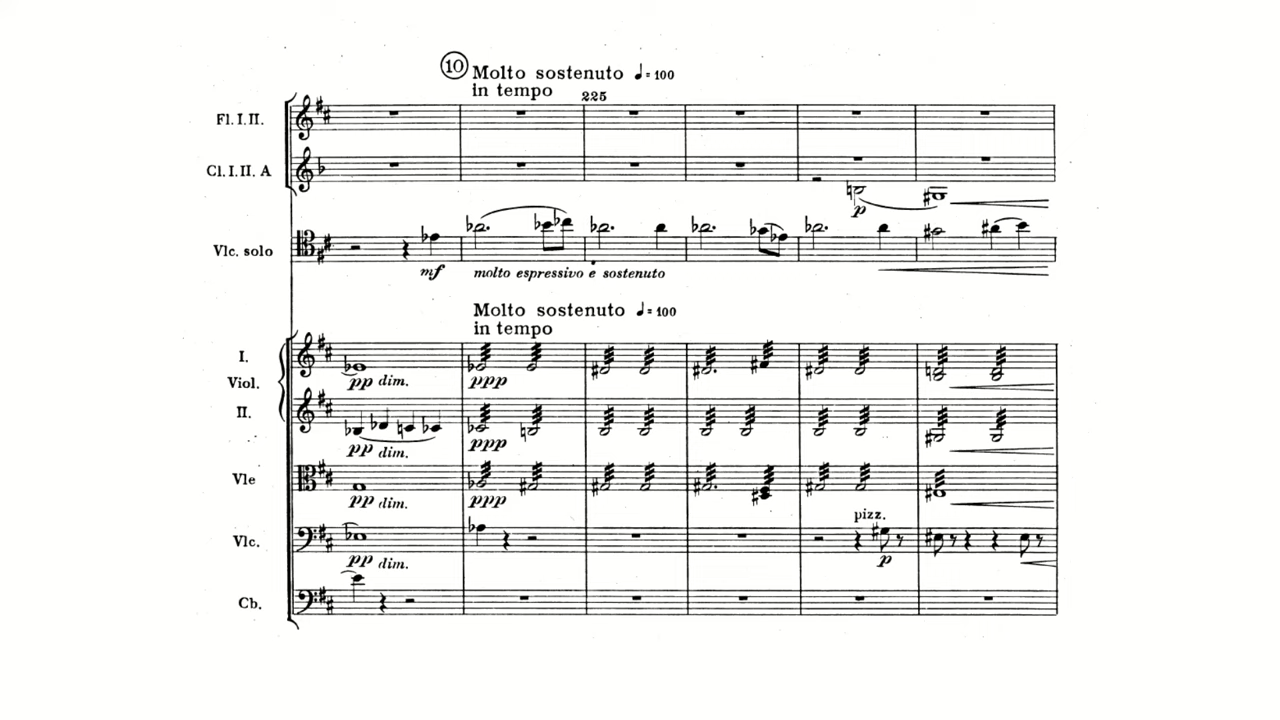 10 Molto sostenuto ♩= 100
in tempo
225
Fl. I. II.
Cl. I. II. A
p
Vlc. solo
mf
molto espressivo e sostenuto
Molto sostenuto ♩= 100
in tempo
I.
pp dim.
ppp
Viol.
II.
pp dim.
ppp
Vle
pp dim.
ppp
pizz.
Vlc.
pp dim.
p
Cb.